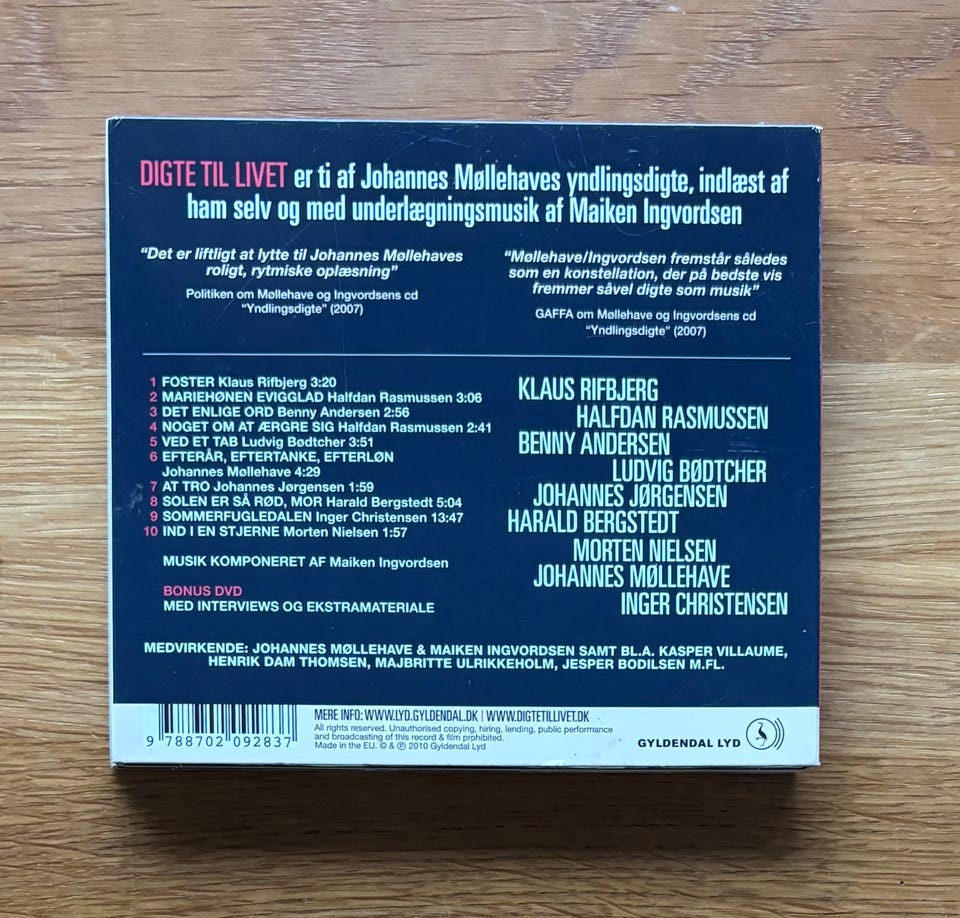 DIGTE TIL LIVET er ti af Johannes Møllehaves yndlingsdigte, indlæst af
ham selv og med underlægningsmusik af Maiken Ingvordsen
“Det er liftligt at lytte til Johannes Møllehaves
roligt, rytmiske oplæsning”
Politiken om Møllehave og Ingvordsens cd
“Yndlingsdigte” (2007)
“Møllehave/Ingvordsen fremstår således
som en konstellation, der på bedste vis
fremmer såvel digte som musik”
GAFFA om Møllehave og Ingvordsens cd
“Yndlingsdigte” (2007)
1 FOSTER Klaus Rifbjerg 3:20
2 MARIEHØNEN EVIGGLAD Halfdan Rasmussen 3:06
3 DET ENLIGE ORD Benny Andersen 2:56
4 NOGET OM AT ÆRGRE SIG Halfdan Rasmussen 2:41
5 VED ET TAB Ludvig Bødtcher 3:51
6 EFTERÅR, EFTERTANKE, EFTERLØN
Johannes Møllehave 4:29
7 AT TRO Johannes Jørgensen 1:59
8 SOLEN ER SÅ RØD, MOR Harald Bergstedt 5:04
9 SOMMERFUGLEDALEN Inger Christensen 13:47
10 IND I EN STJERNE Morten Nielsen 1:57
MUSIK KOMPONERET AF Maiken Ingvordsen
BONUS DVD
MED INTERVIEWS OG EKSTRAMATERIALE
KLAUS RIFBJERG
HALFDAN RASMUSSEN
BENNY ANDERSEN
LUDVIG BØDTCHER
JOHANNES JØRGENSEN
HARALD BERGSTEDT
MORTEN NIELSEN
JOHANNES MØLLEHAVE
INGER CHRISTENSEN
MEDVIRKENDE: JOHANNES MØLLEHAVE & MAIKEN INGVORDSEN SAMT BL.A. KASPER VILLAUME,
HENRIK DAM THOMSEN, MAJBRITTE ULRIKKEHOLM, JESPER BODILSEN M.FL.
9 788702 092837
MERE INFO: WWW.LYD.GYLDENDAL.DK | WWW.DIGTETILLIVET.DK
All rights reserved. Unauthorised copying, hiring, lending, public performance
and broadcasting of this record & film prphibited.
Made in the EU. © & ℗ 2010 Gyldendal Lyd
GYLDENDAL LYD